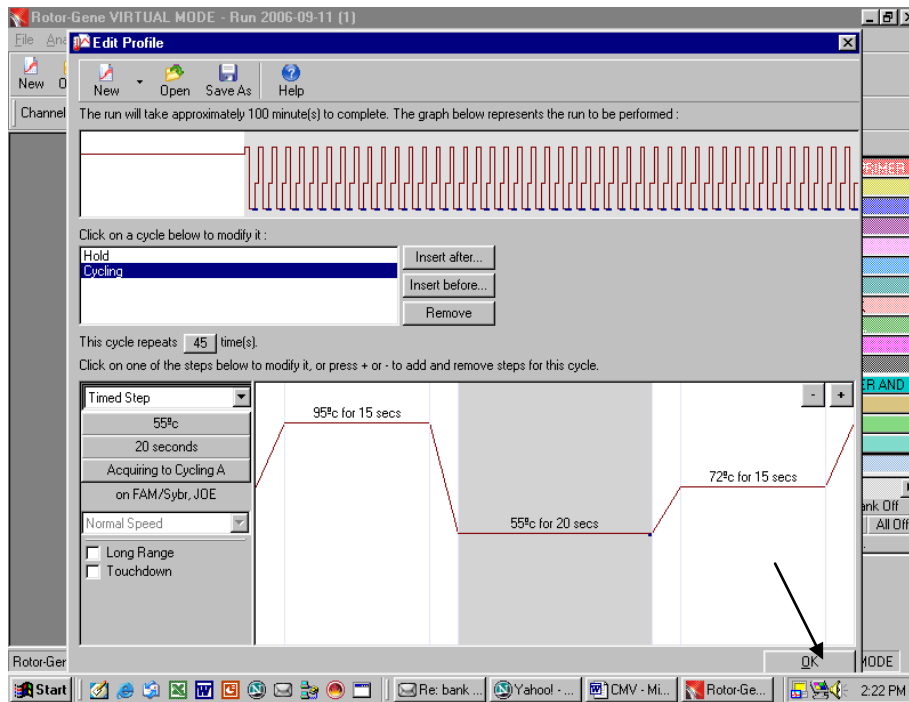 Rotor-Gene VIRTUAL MODE - Run 2006-09-11 (1)
File Ana
Edit Profile
New O
New Open Save As Help
Channel
The run will take approximately 100 minute(s) to complete. The graph below represents the run to be performed :
Click on a cycle below to modify it :
Hold
Cycling
Insert after...
Insert before...
Remove
This cycle repeats 45 time(s).
Click on one of the steps below to modify it, or press + or - to add and remove steps for this cycle.
Timed Step
- +
55ºc
20 seconds
Acquiring to Cycling A
on FAM/Sybr, JOE
Normal Speed
Long Range
Touchdown
95ºc for 15 secs
55ºc for 20 secs
72ºc for 15 secs
ER AND
ank Off
All Off
OK
Rotor-Ger
MODE
Start
Re: bank ...
Yahoo! - ...
CMV - Mi...
Rotor-Ge...
2:22 PM